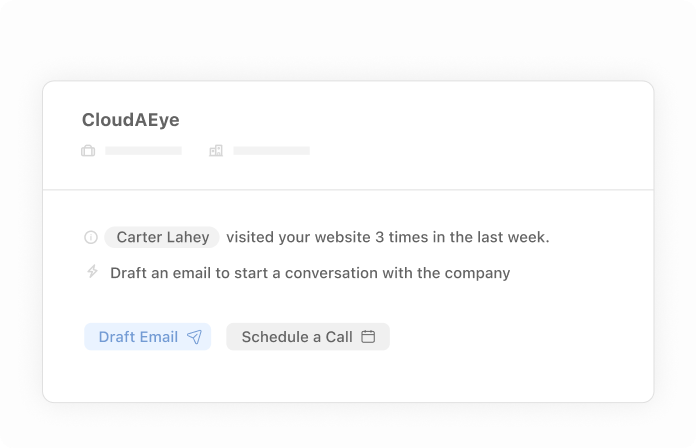 CloudAEye
Carter Lahey visited your website 3 times in the last week.
Draft an email to start a conversation with the company
Draft Email Schedule a Call